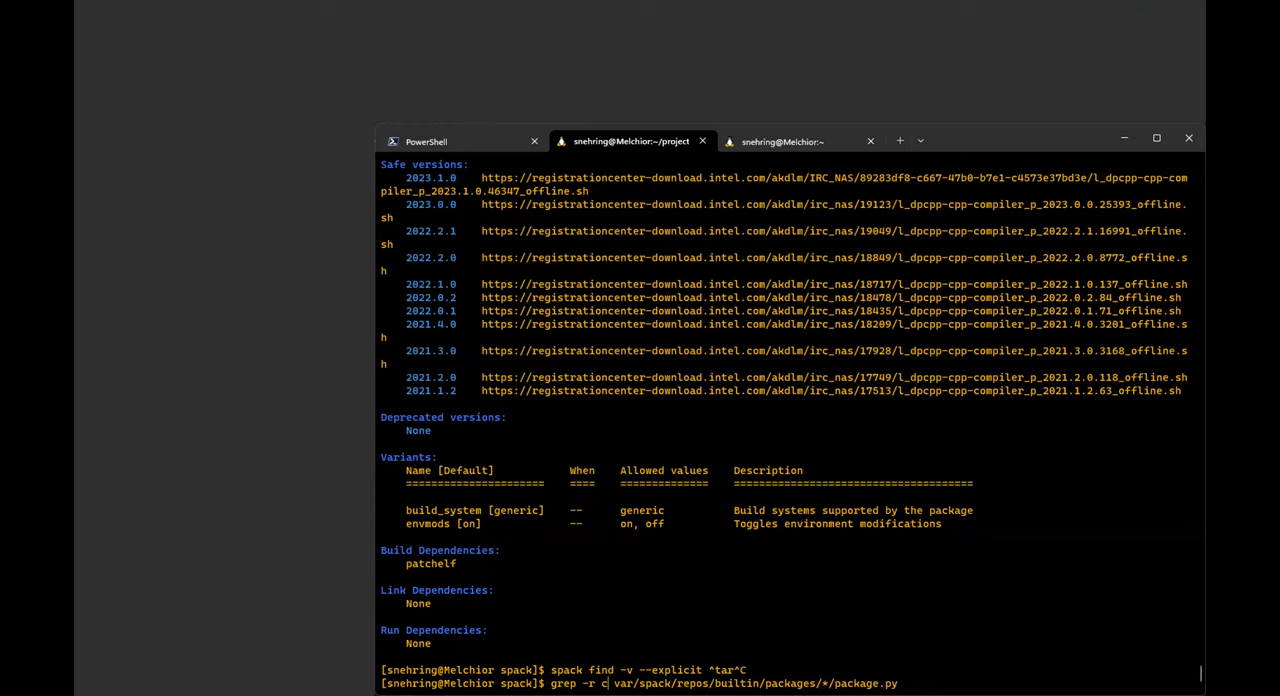 PowerShell snehring@Melchior:~/project snehring@Melchior:~
Safe versions:
2023.1.0 https://registrationcenter-download.intel.com/akdlm/IRC_NAS/89283df8-c667-47b0-b7e1-c4573e37bd3e/l_dpcpp-cpp-com
piler_p_2023.1.0.46347_offline.sh
2023.0.0 https://registrationcenter-download.intel.com/akdlm/irc_nas/19123/l_dpcpp-cpp-compiler_p_2023.0.0.25393_offline.
sh
2022.2.1 https://registrationcenter-download.intel.com/akdlm/irc_nas/19049/l_dpcpp-cpp-compiler_p_2022.2.1.16991_offline.
sh
2022.2.0 https://registrationcenter-download.intel.com/akdlm/irc_nas/18849/l_dpcpp-cpp-compiler_p_2022.2.0.8772_offline.s
h
2022.1.0 https://registrationcenter-download.intel.com/akdlm/irc_nas/18717/l_dpcpp-cpp-compiler_p_2022.1.0.137_offline.sh
2022.0.2 https://registrationcenter-download.intel.com/akdlm/irc_nas/18478/l_dpcpp-cpp-compiler_p_2022.0.2.84_offline.sh
2022.0.1 https://registrationcenter-download.intel.com/akdlm/irc_nas/18435/l_dpcpp-cpp-compiler_p_2022.0.1.71_offline.sh
2021.4.0 https://registrationcenter-download.intel.com/akdlm/irc_nas/18209/l_dpcpp-cpp-compiler_p_2021.4.0.3201_offline.s
h
2021.3.0 https://registrationcenter-download.intel.com/akdlm/irc_nas/17928/l_dpcpp-cpp-compiler_p_2021.3.0.3168_offline.s
h
2021.2.0 https://registrationcenter-download.intel.com/akdlm/irc_nas/17749/l_dpcpp-cpp-compiler_p_2021.2.0.118_offline.sh
2021.1.2 https://registrationcenter-download.intel.com/akdlm/irc_nas/17513/l_dpcpp-cpp-compiler_p_2021.1.2.63_offline.sh
Deprecated versions:
None
Variants:
Name [Default] When Allowed values Description
====================== ==== ============== ======================================
build_system [generic] -- generic Build systems supported by the package
envmods [on] -- on, off Toggles environment modifications
Build Dependencies:
patchelf
Link Dependencies:
None
Run Dependencies:
None
[snehring@Melchior spack]$ spack find -v --explicit ^tar^C
[snehring@Melchior spack]$ grep -r c var/spack/repos/builtin/packages/*/package.py